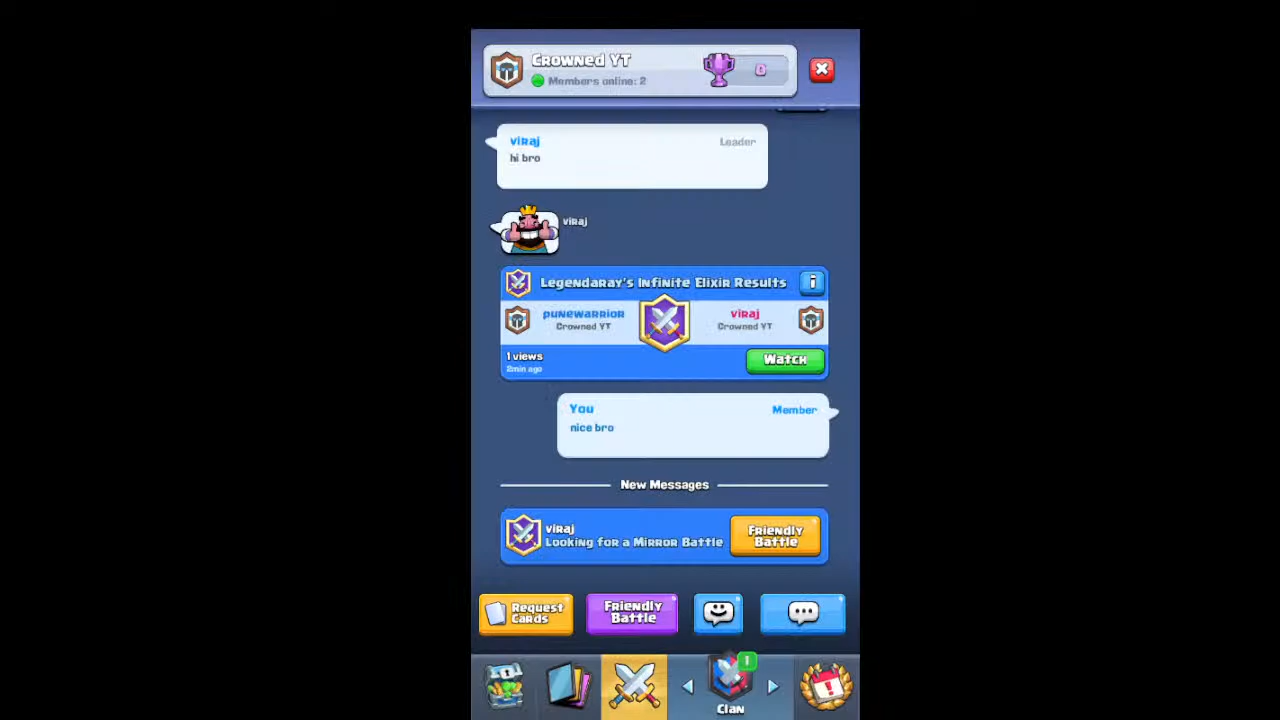 Crowned YT
Members online: 2
0
viraj
Leader
hi bro
viraj
Legendaray's Infinite Elixir Results
i
punewarrior
Crowned YT
viraj
Crowned YT
1 views
2min ago
Watch
You
Member
nice bro
New Messages
viraj
Looking for a Mirror Battle
Friendly
Battle
Request
Cards
Friendly
Battle
1
Clan